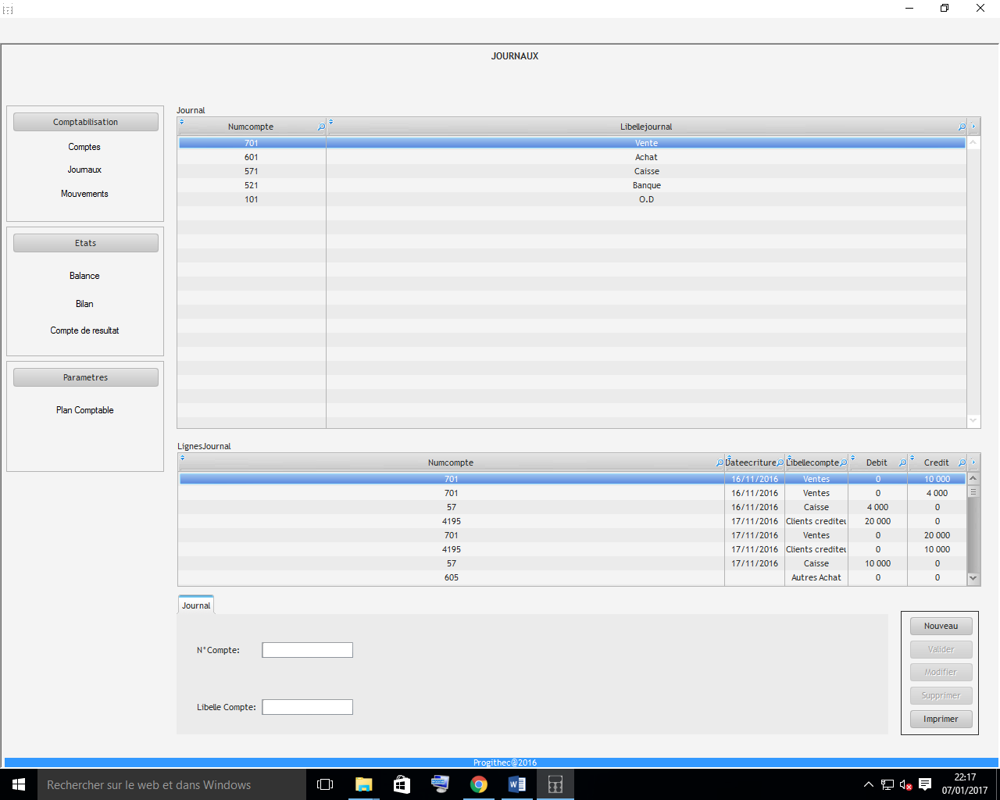 JOURNAUX
Comptabilisation
Comptes
Journaux
Mouvements
Etats
Balance
Bilan
Compte de resultat
Parametres
Plan Comptable
Journal
Numcompte Libellejournal
701 Vente
601 Achat
571 Caisse
521 Banque
101 O.D
LignesJournal
Numcompte Dateecriture Libellecompte Debit Credit
701 16/11/2016 Ventes 0 10 000
701 16/11/2016 Ventes 0 4 000
57 16/11/2016 Caisse 4 000 0
4195 17/11/2016 Clients crediteu 20 000 0
701 17/11/2016 Ventes 0 20 000
4195 17/11/2016 Clients crediteu 0 10 000
57 17/11/2016 Caisse 10 000 0
605 Autres Achat 0 0
Journal
N°Compte:
Libelle Compte:
Nouveau
Valider
Modifier
Supprimer
Imprimer
Progithec@2016
Rechercher sur le web et dans Windows
22:17
07/01/2017